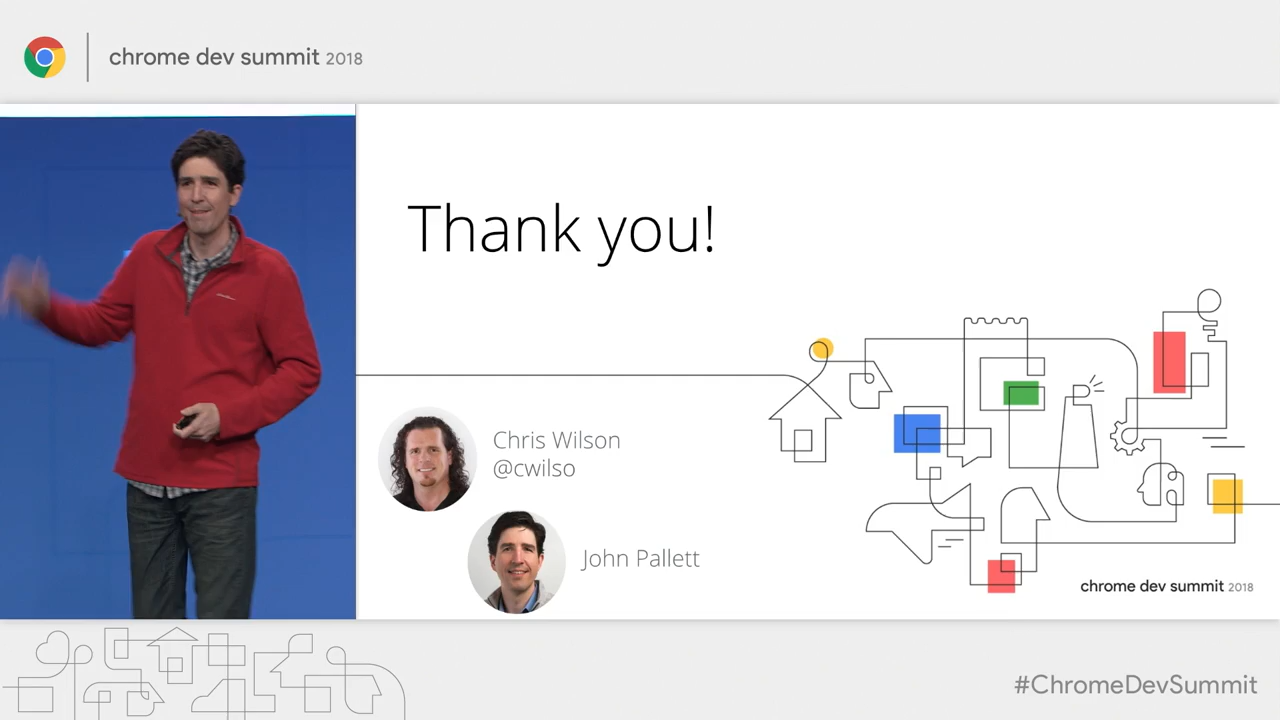 chrome dev summit 2018
Thank you!
Chris Wilson
@cwilso
John Pallett
chrome dev summit 2018
#ChromeDevSummit